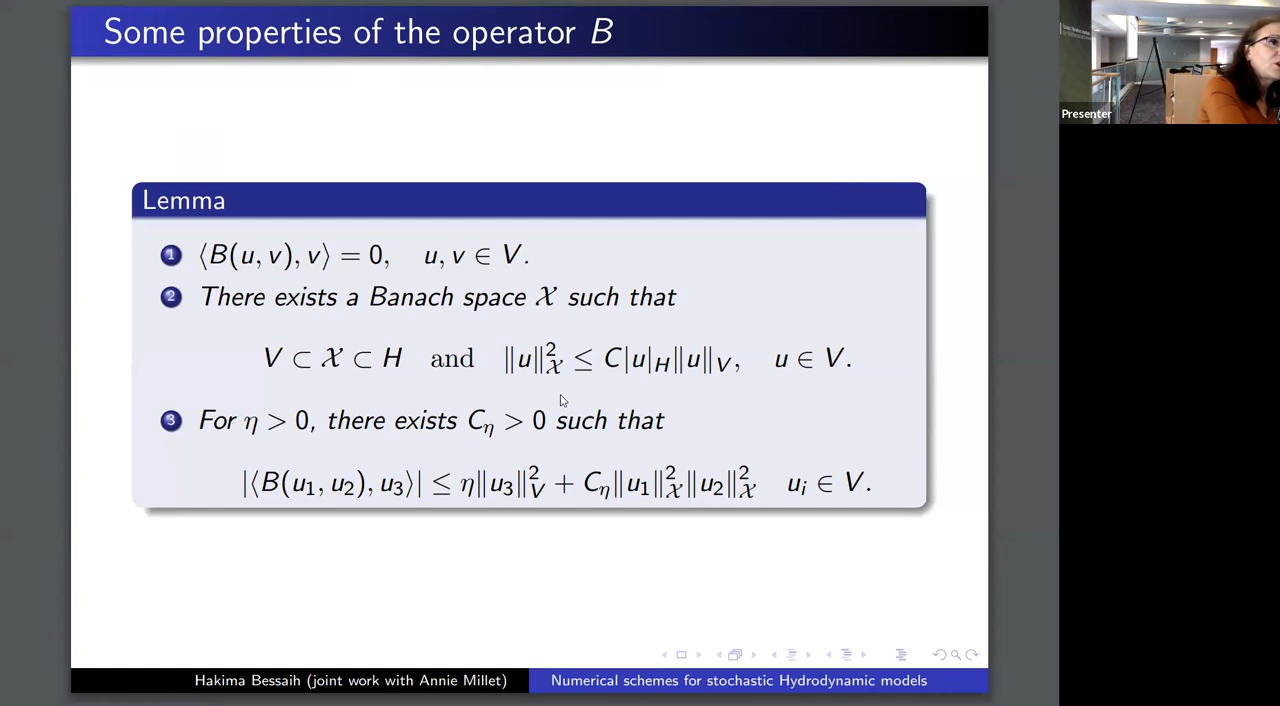 Some properties of the operator B
Presenter
Lemma
1 ⟨B(u, v), v⟩ = 0, u, v ∈ V.
2 There exists a Banach space 𝒳 such that
V ⊂ 𝒳 ⊂ H and ‖u‖²_𝒳 ≤ C|u|_H‖u‖_V, u ∈ V.
3 For η > 0, there exists C_η > 0 such that
|⟨B(u₁, u₂), u₃⟩| ≤ η‖u₃‖²_V + C_η‖u₁‖²_𝒳‖u₂‖²_𝒳 u_i ∈ V.
Hakima Bessaih (joint work with Annie Millet) Numerical schemes for stochastic Hydrodynamic models